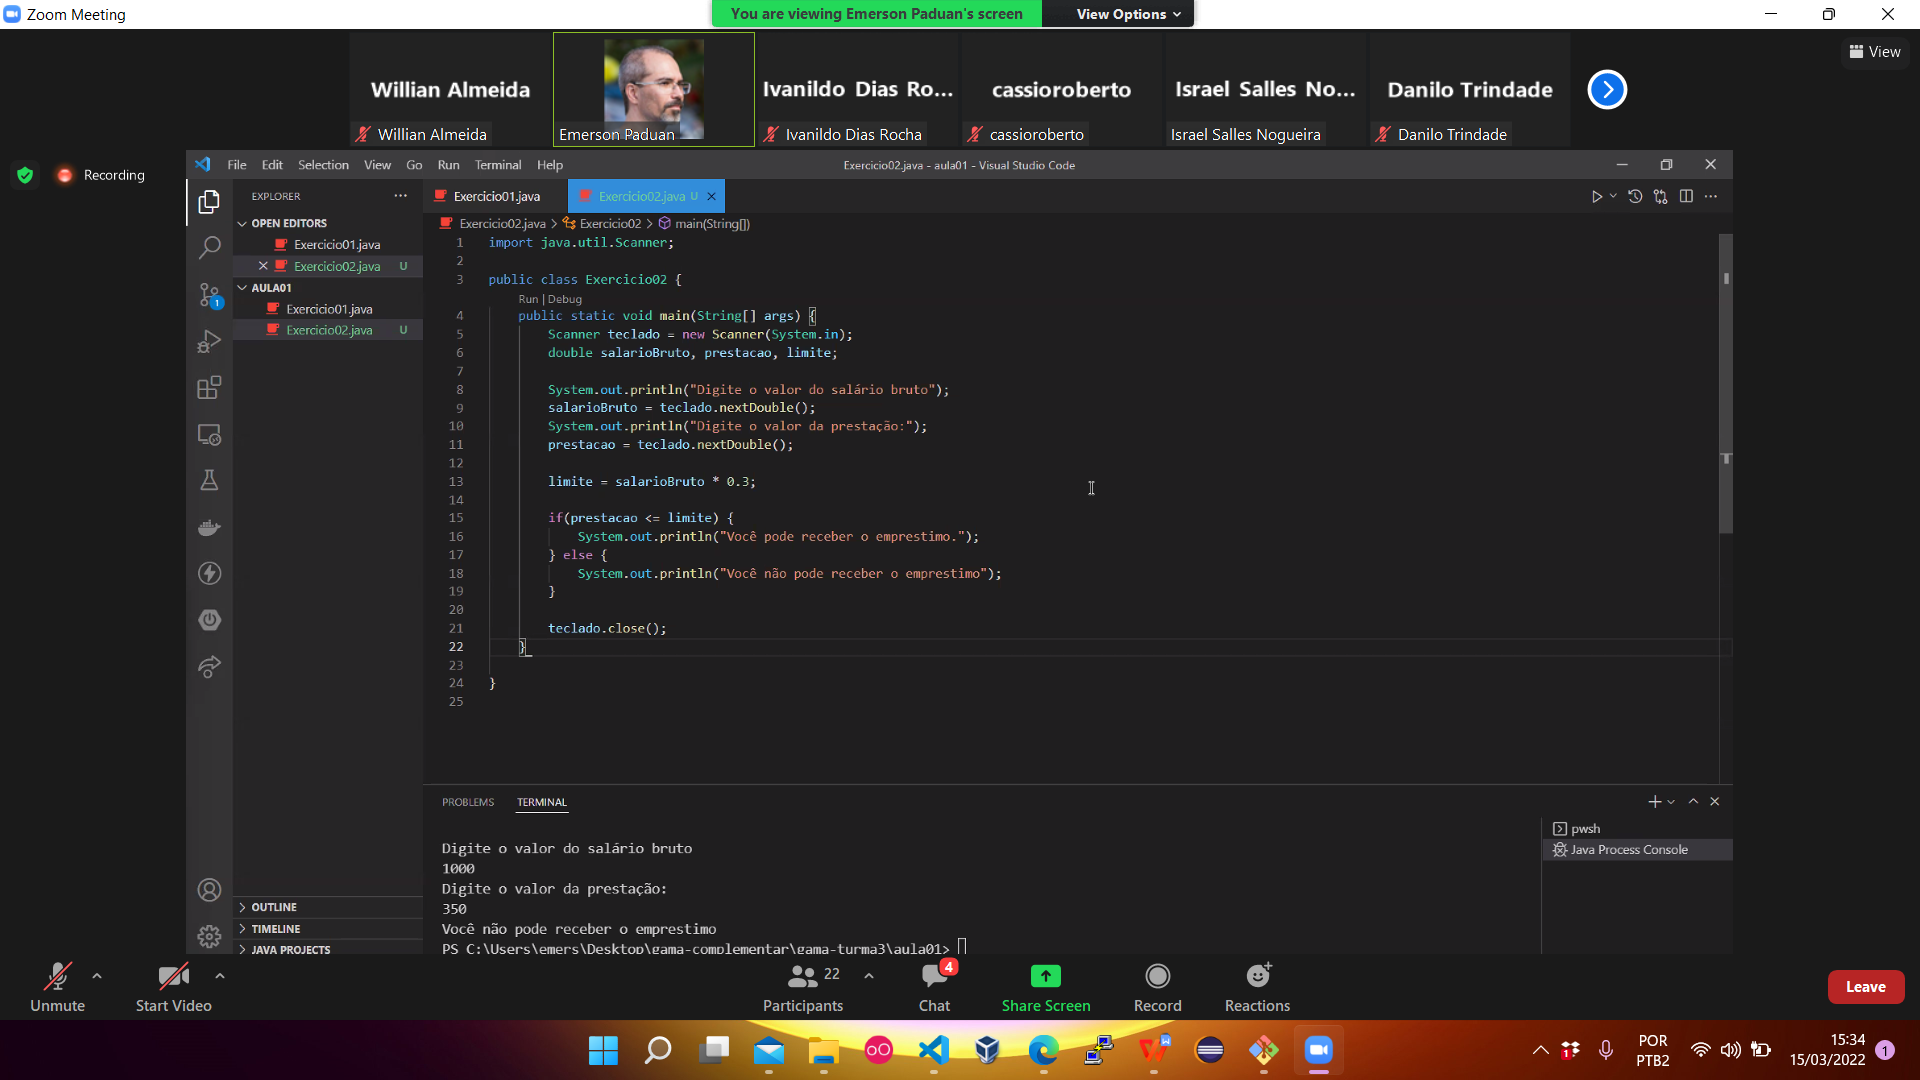 Zoom Meeting
You are viewing Emerson Paduan's screen
View Options
View
Willian Almeida
Ivanildo Dias Ro...
cassioroberto
Israel Salles No...
Danilo Trindade
Willian Almeida
Emerson Paduan
Ivanildo Dias Rocha
cassioroberto
Israel Salles Nogueira
Danilo Trindade
Recording
File Edit Selection View Go Run Terminal Help
Exercicio02.java - aula01 - Visual Studio Code
EXPLORER
Exercicio01.java
Exercicio02.java U
OPEN EDITORS
Exercicio01.java
Exercicio02.java U
AULA01
Exercicio01.java
Exercicio02.java U
1
Exercicio02.java > Exercicio02 > main(String[])
1 import java.util.Scanner;
2
3 public class Exercicio02 {
Run | Debug
4 public static void main(String[] args) {
5 Scanner teclado = new Scanner(System.in);
6 double salarioBruto, prestacao, limite;
7
8 System.out.println("Digite o valor do salário bruto");
9 salarioBruto = teclado.nextDouble();
10 System.out.println("Digite o valor da prestação:");
11 prestacao = teclado.nextDouble();
12
13 limite = salarioBruto * 0.3;
14
15 if(prestacao <= limite) {
16 System.out.println("Você pode receber o emprestimo.");
17 } else {
18 System.out.println("Você não pode receber o emprestimo");
19 }
20
21 teclado.close();
22 }
23
24 }
25
OUTLINE
TIMELINE
JAVA PROJECTS
PROBLEMS TERMINAL
Digite o valor do salário bruto
1000
Digite o valor da prestação:
350
Você não pode receber o emprestimo
PS C:\Users\emers\Desktop\gama-complementar\gama-turma3\aula01>
pwsh
Java Process Console
Unmute
Start Video
22
Participants
4
Chat
Share Screen
Record
Reactions
Leave
1
POR
PTB2
15:34
15/03/2022
1